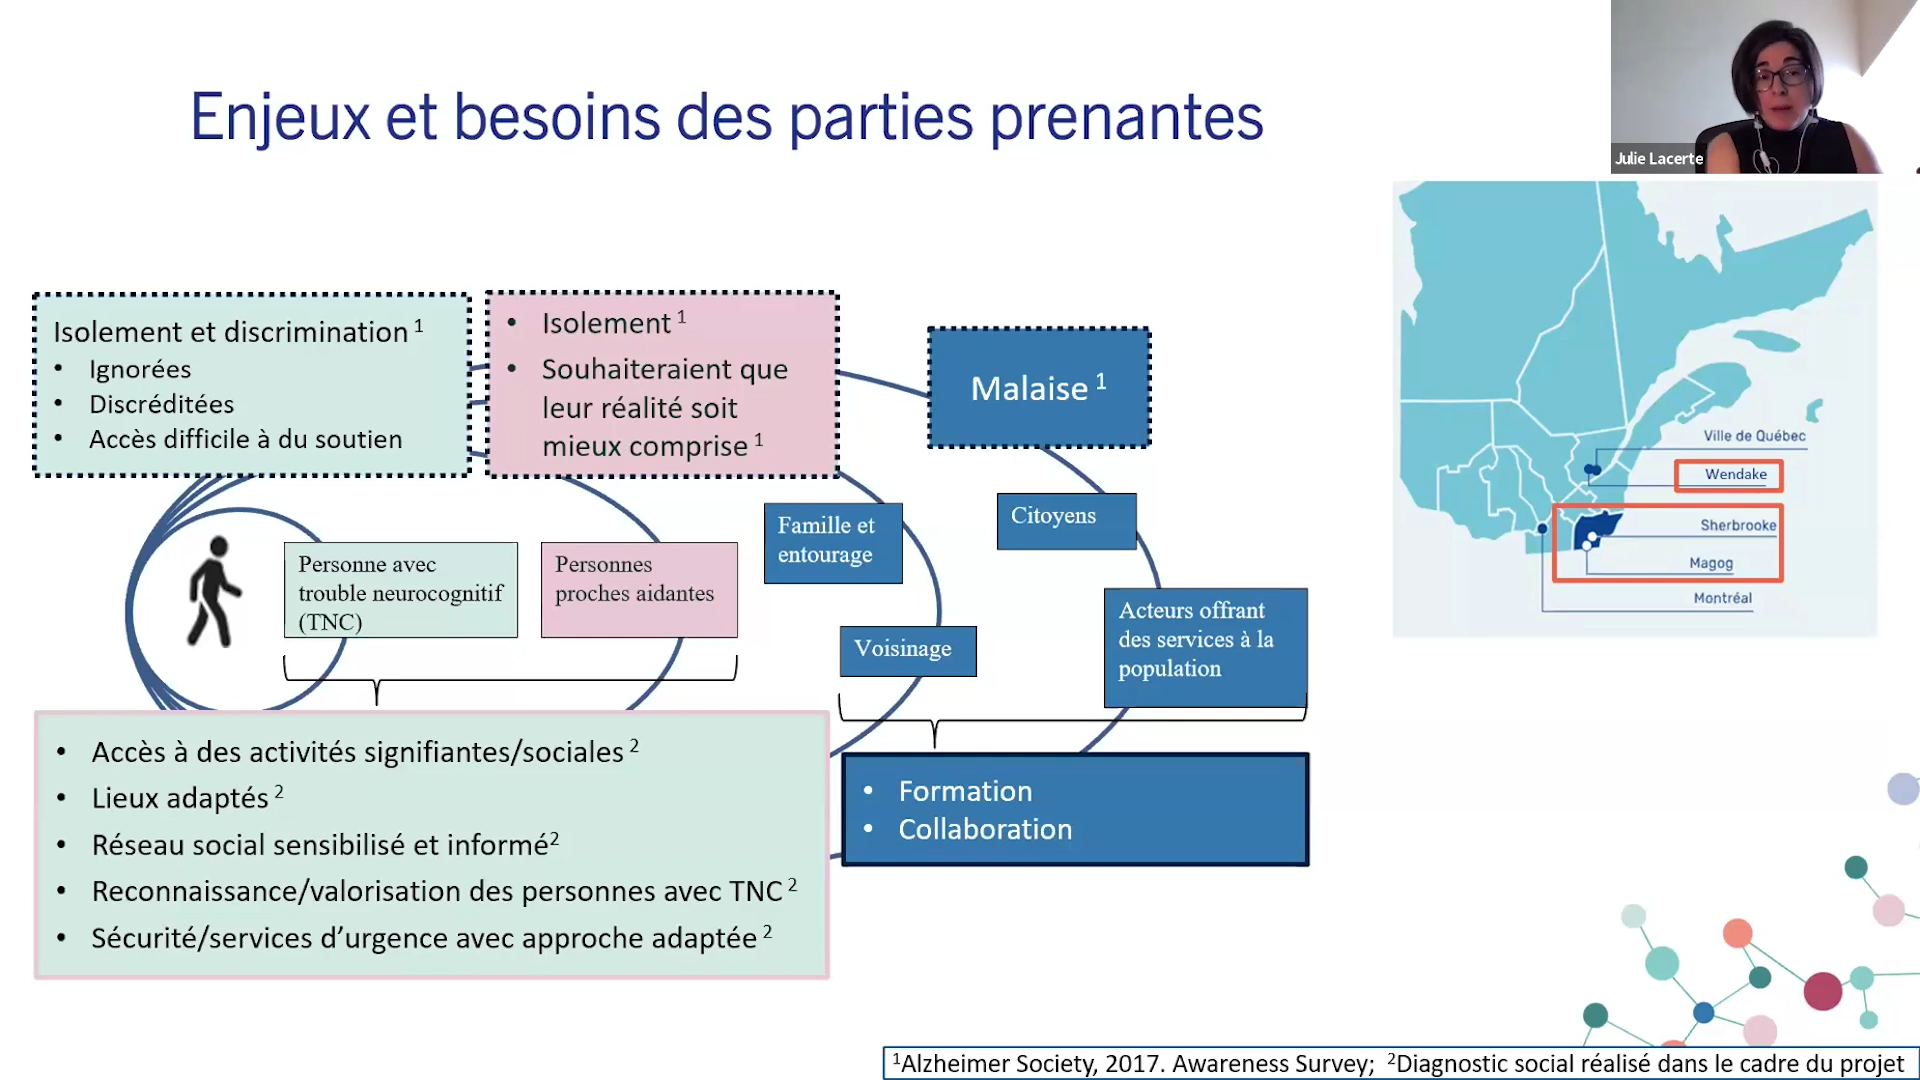 Enjeux et besoins des parties prenantes
Julie Lacerte
Isolement et discrimination 1
• Ignorées
• Discréditées
• Accès difficile à du soutien
• Isolement 1
• Souhaiteraient que
leur réalité soit
mieux comprise 1
Malaise 1
Ville de Québec
Wendake
Sherbrooke
Magog
Montréal
Personne avec
trouble neurocognitif
(TNC)
Personnes
proches aidantes
Famille et
entourage
Citoyens
Voisinage
Acteurs offrant
des services à la
population
• Accès à des activités signifiantes/sociales 2
• Lieux adaptés 2
• Réseau social sensibilisé et informé2
• Reconnaissance/valorisation des personnes avec TNC 2
• Sécurité/services d’urgence avec approche adaptée 2
• Formation
• Collaboration
1Alzheimer Society, 2017. Awareness Survey; 2Diagnostic social réalisé dans le cadre du projet